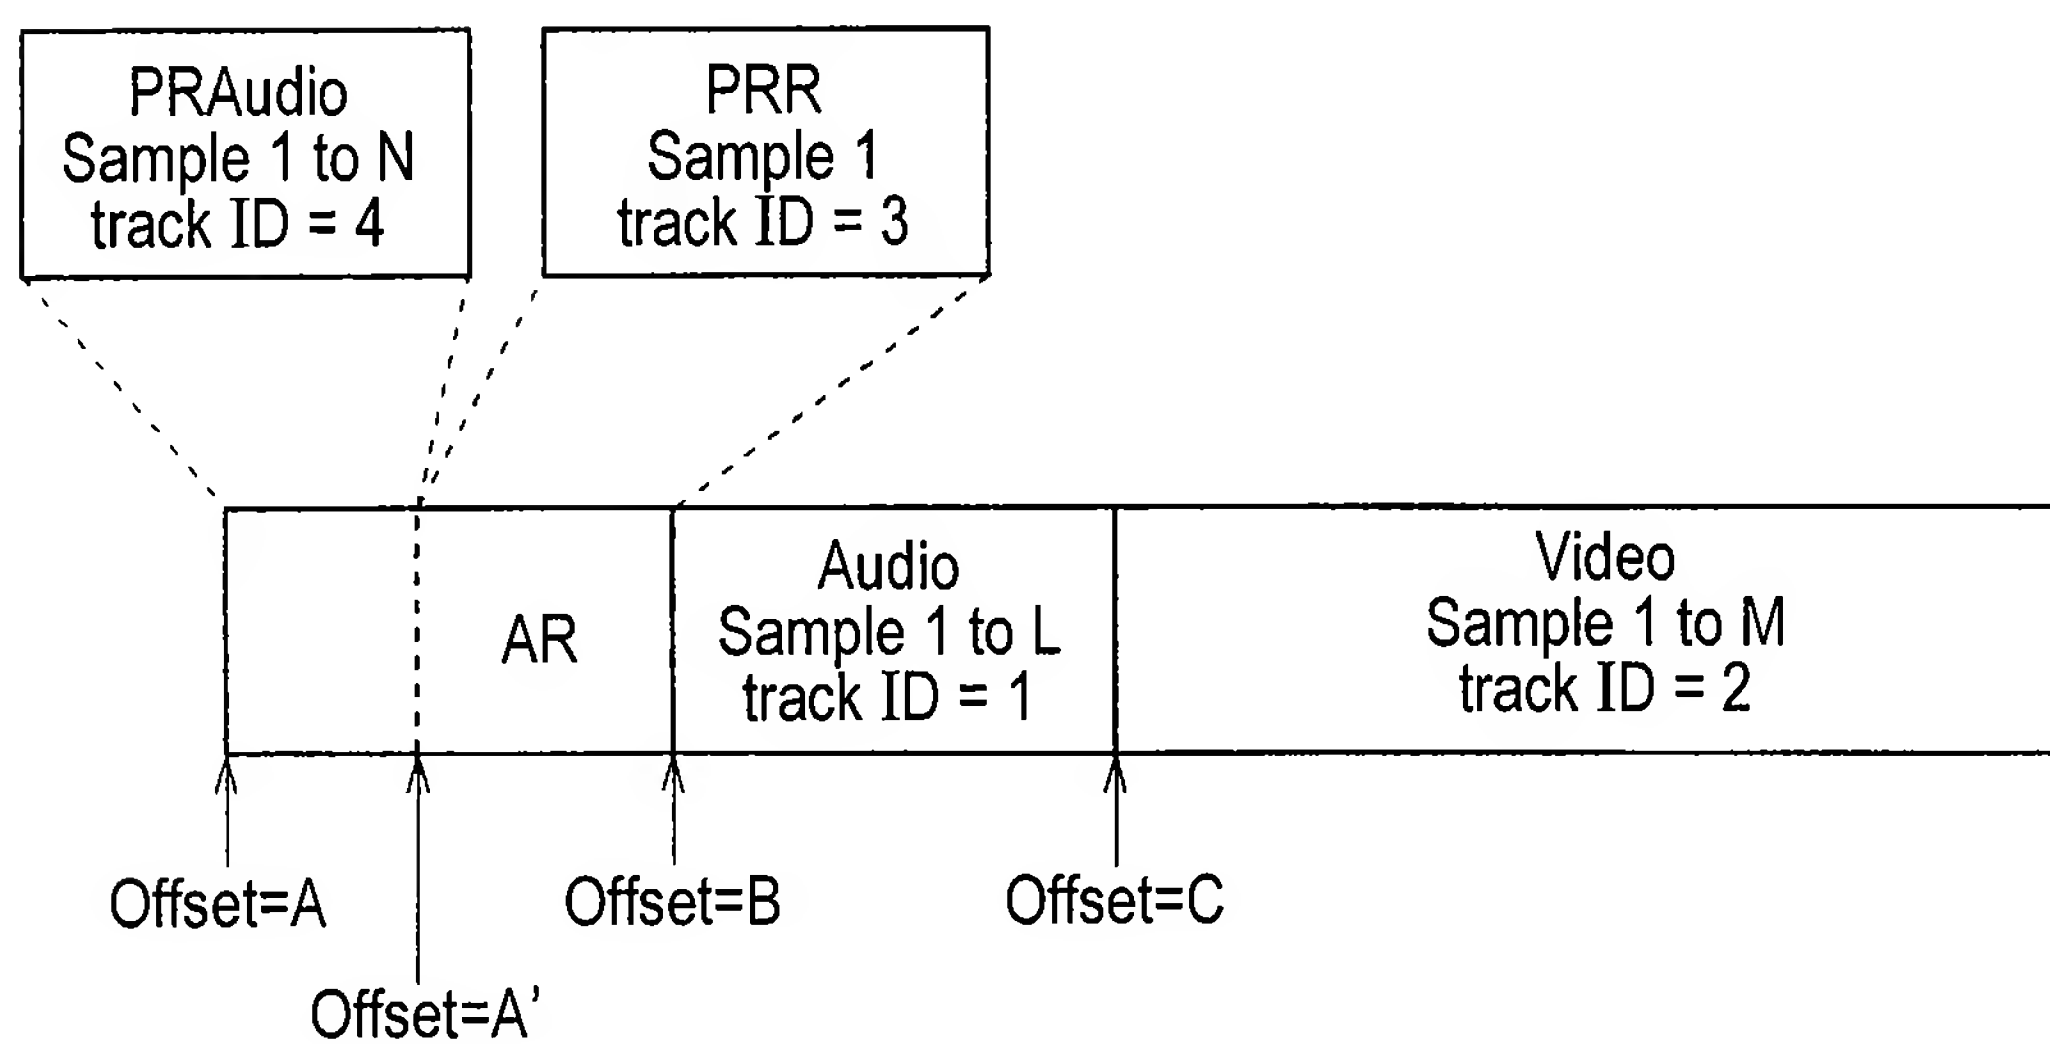 PRAudio
Sample 1 to N
track ID = 4
PRR
Sample 1
track ID = 3
AR
Audio
Sample 1 to L
track ID = 1
Video
Sample 1 to M
track ID = 2
Offset=A
Offset=A'
Offset=B
Offset=C